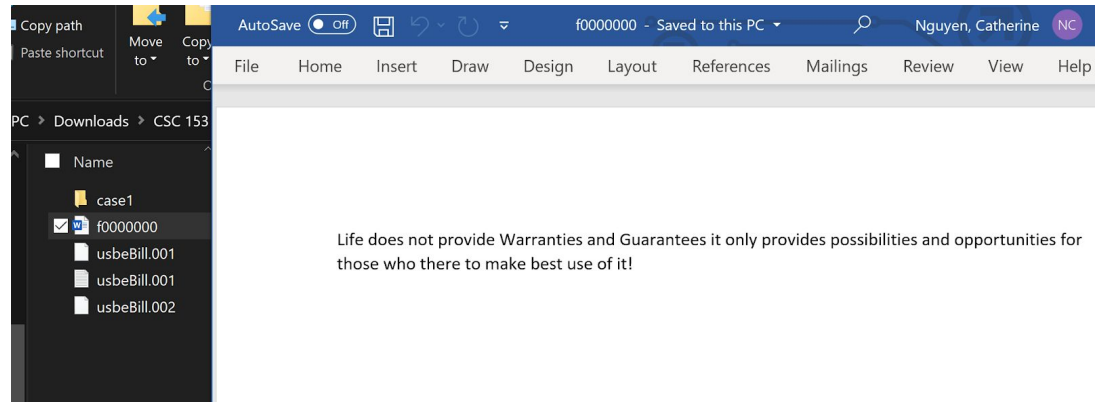 Copy path
Paste shortcut
Move
to
Copy
to
AutoSave Off f0000000 - Saved to this PC Nguyen, Catherine NC
File Home Insert Draw Design Layout References Mailings Review View Help
PC > Downloads > CSC 153
Name
case1
f0000000
usbeBill.001
usbeBill.001
usbeBill.002
Life does not provide Warranties and Guarantees it only provides possibilities and opportunities for
those who there to make best use of it!